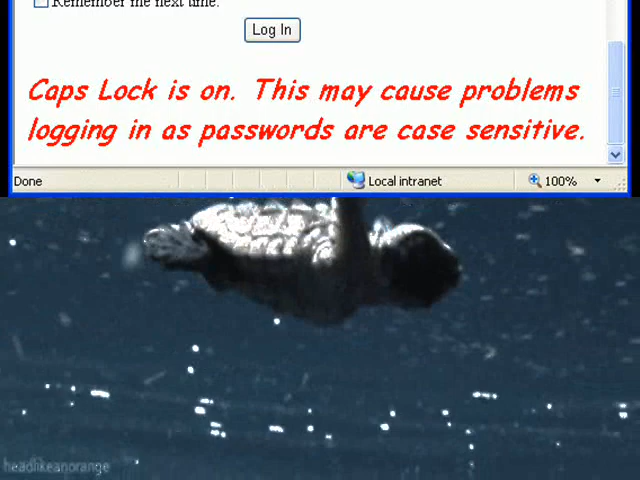 Remember me next time.
Log In
Caps Lock is on. This may cause problems
logging in as passwords are case sensitive.
Done
Local intranet
100%
headlikeanorange